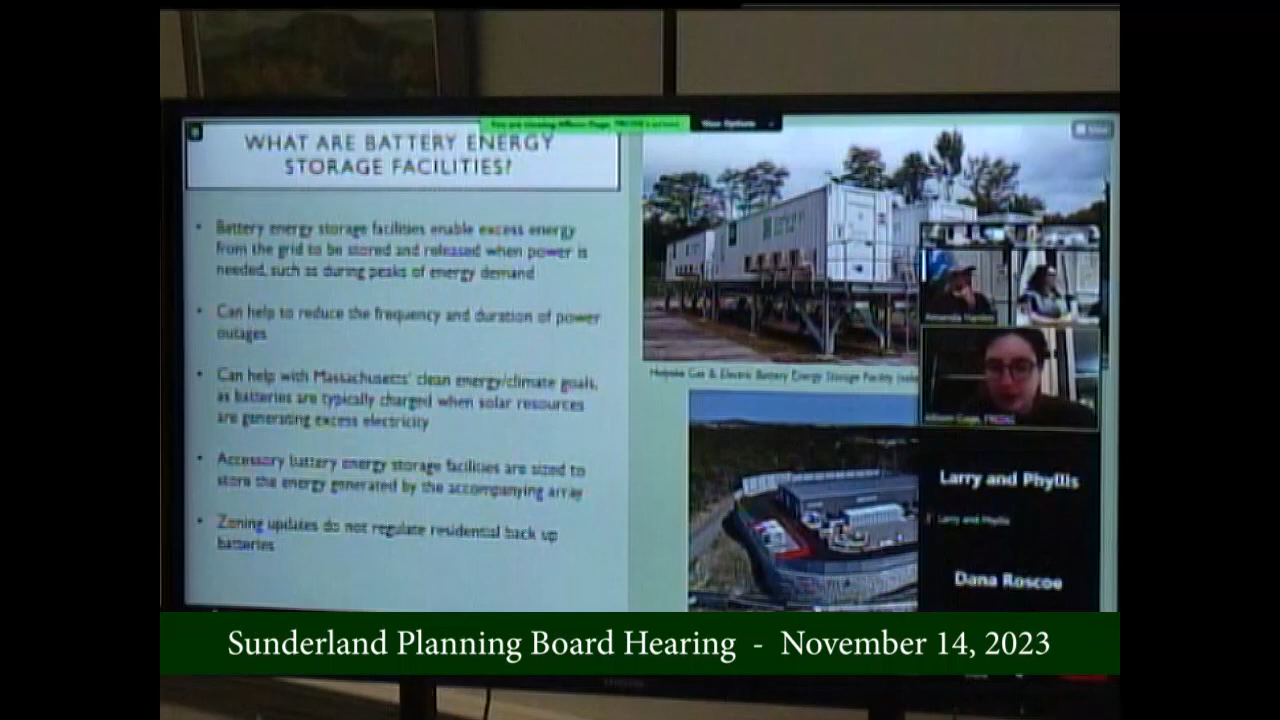 WHAT ARE BATTERY ENERGY
STORAGE FACILITIES?
• Battery energy storage facilities enable excess energy
from the grid to be stored and released when power is
needed, such as during peaks of energy demand
• Can help to reduce the frequency and duration of power
outages
• Can help with Massachusetts' clean energy/climate goals,
as batteries are typically charged when solar resources
are generating excess electricity
• Accessory battery energy storage facilities are sized to
store the energy generated by the accompanying array
• Zoning updates do not regulate residential back up
batteries
You are viewing
View Options
Gas & Electric Battery Energy Storage Facility
Larry and Phyllis
Larry and Phyllis
Dana Roscoe
Sunderland Planning Board Hearing - November 14, 2023